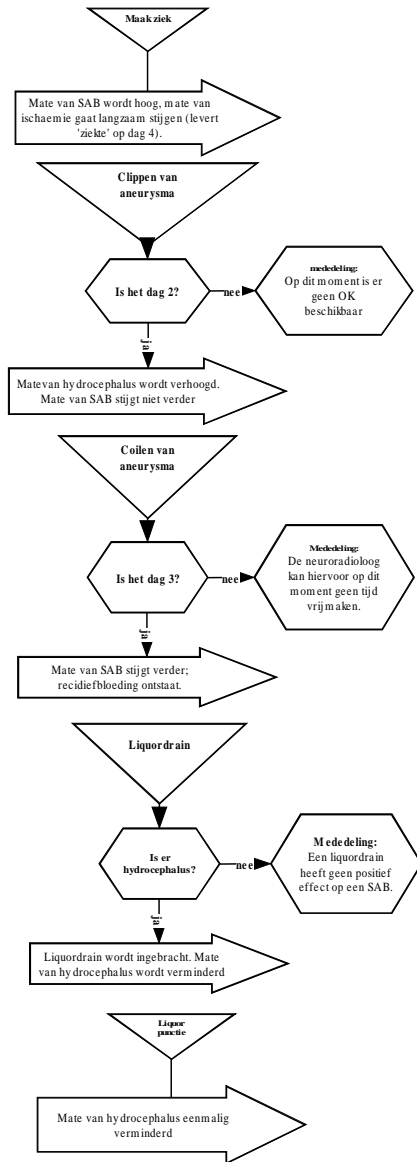 Maak ziek
Mate van SAB wordt hoog, mate van
ischaemie gaat langzaam stijgen (levert
'ziekte' op dag 4).
Clippen van
aneurysma
Is het dag 2?
nee
mededeling:
Op dit moment is er
geen OK
beschikbaar
ja
Mate van hydrocephalus wordt verhoogd.
Mate van SAB stijgt niet verder
Coilen van
aneurysma
Is het dag 3?
nee
Mededeling:
De neuroradioloog
kan hiervoor op dit
moment geen tijd
vrijmaken.
ja
Mate van SAB stijgt verder;
recidiefbloeding ontstaat.
Liquordrain
Is er
hydrocephalus?
nee
Mededeling:
Een liquordrain
heeft geen positief
effect op een SAB.
ja
Liquordrain wordt ingebracht. Mate
van hydrocephalus wordt verminderd
Liquor
punctie
Mate van hydrocephalus eenmalig
verminderd